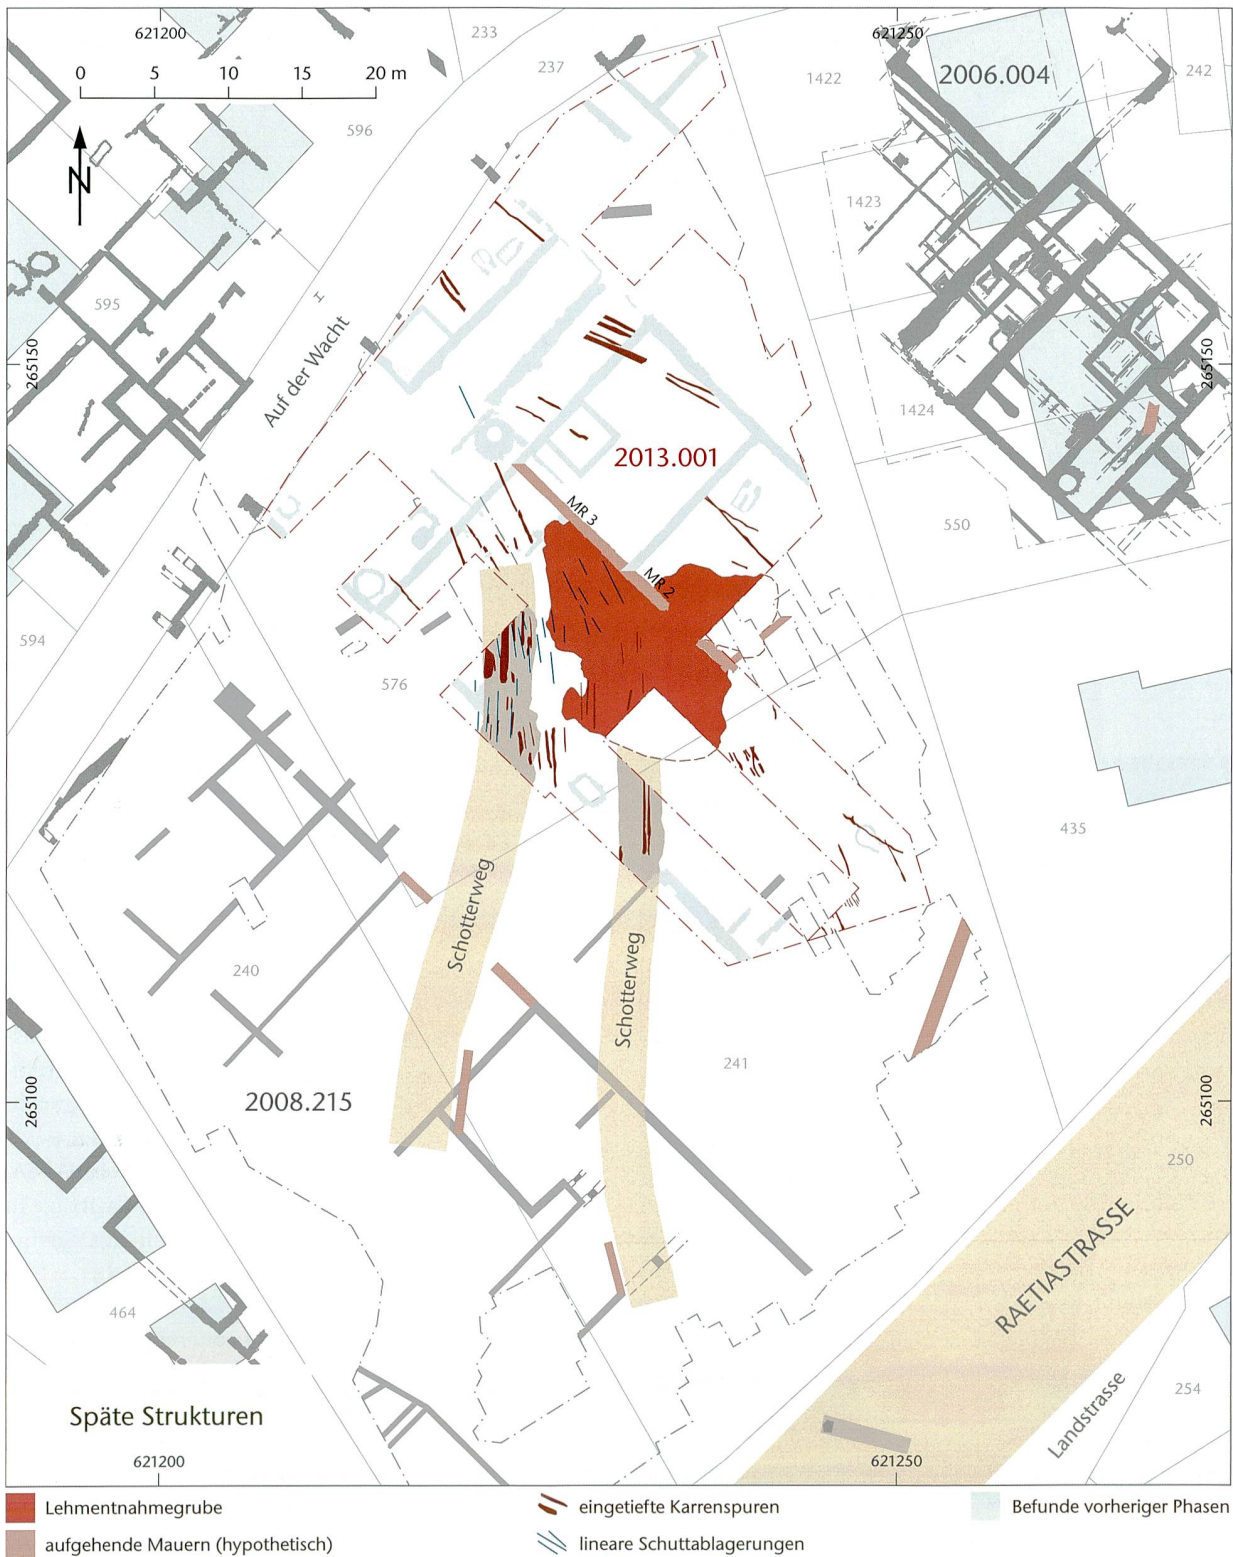 621200
233
621250
2006.004
242
0 5 10 15 20 m
237
1422
596
N
1423
595
265150
265150
Auf der Wacht
1424
2013.001
MR 3
550
MR 2
594
576
435
Schotterweg
Schotterweg
240
241
2008.215
265100
265100
250
RAETIASTRASSE
464
254
Landstrasse
Späte Strukturen
621200
621250
Lehmentnahmegrube
eingetiefte Karrenspuren
Befunde vorheriger Phasen
aufgehende Mauern (hypothetisch)
lineare Schuttablagerungen